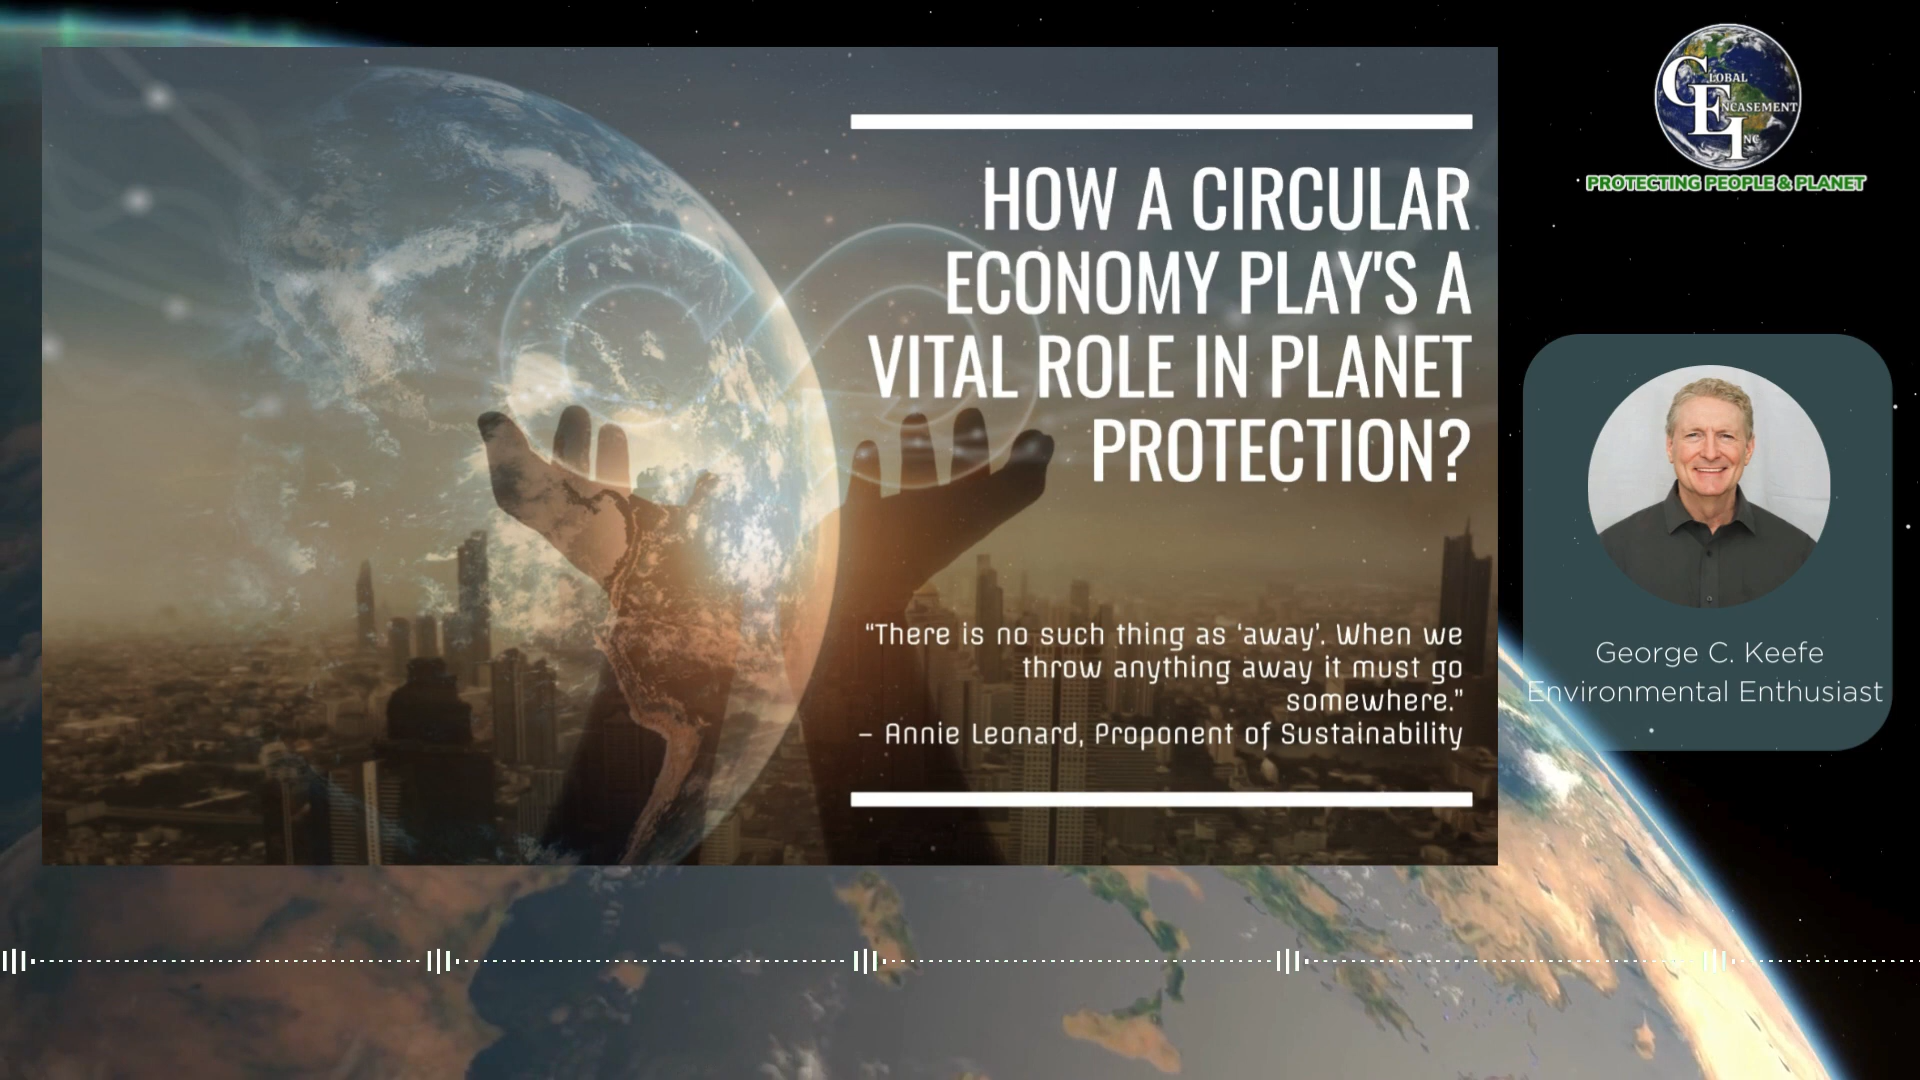 HOW A CIRCULAR
ECONOMY PLAY'S A
VITAL ROLE IN PLANET
PROTECTION?
“There is no such thing as ‘away’. When we
throw anything away it must go
somewhere.”
– Annie Leonard, Proponent of Sustainability
GLOBAL
ENCASEMENT
INC
PROTECTING PEOPLE & PLANET
George C. Keefe
Environmental Enthusiast